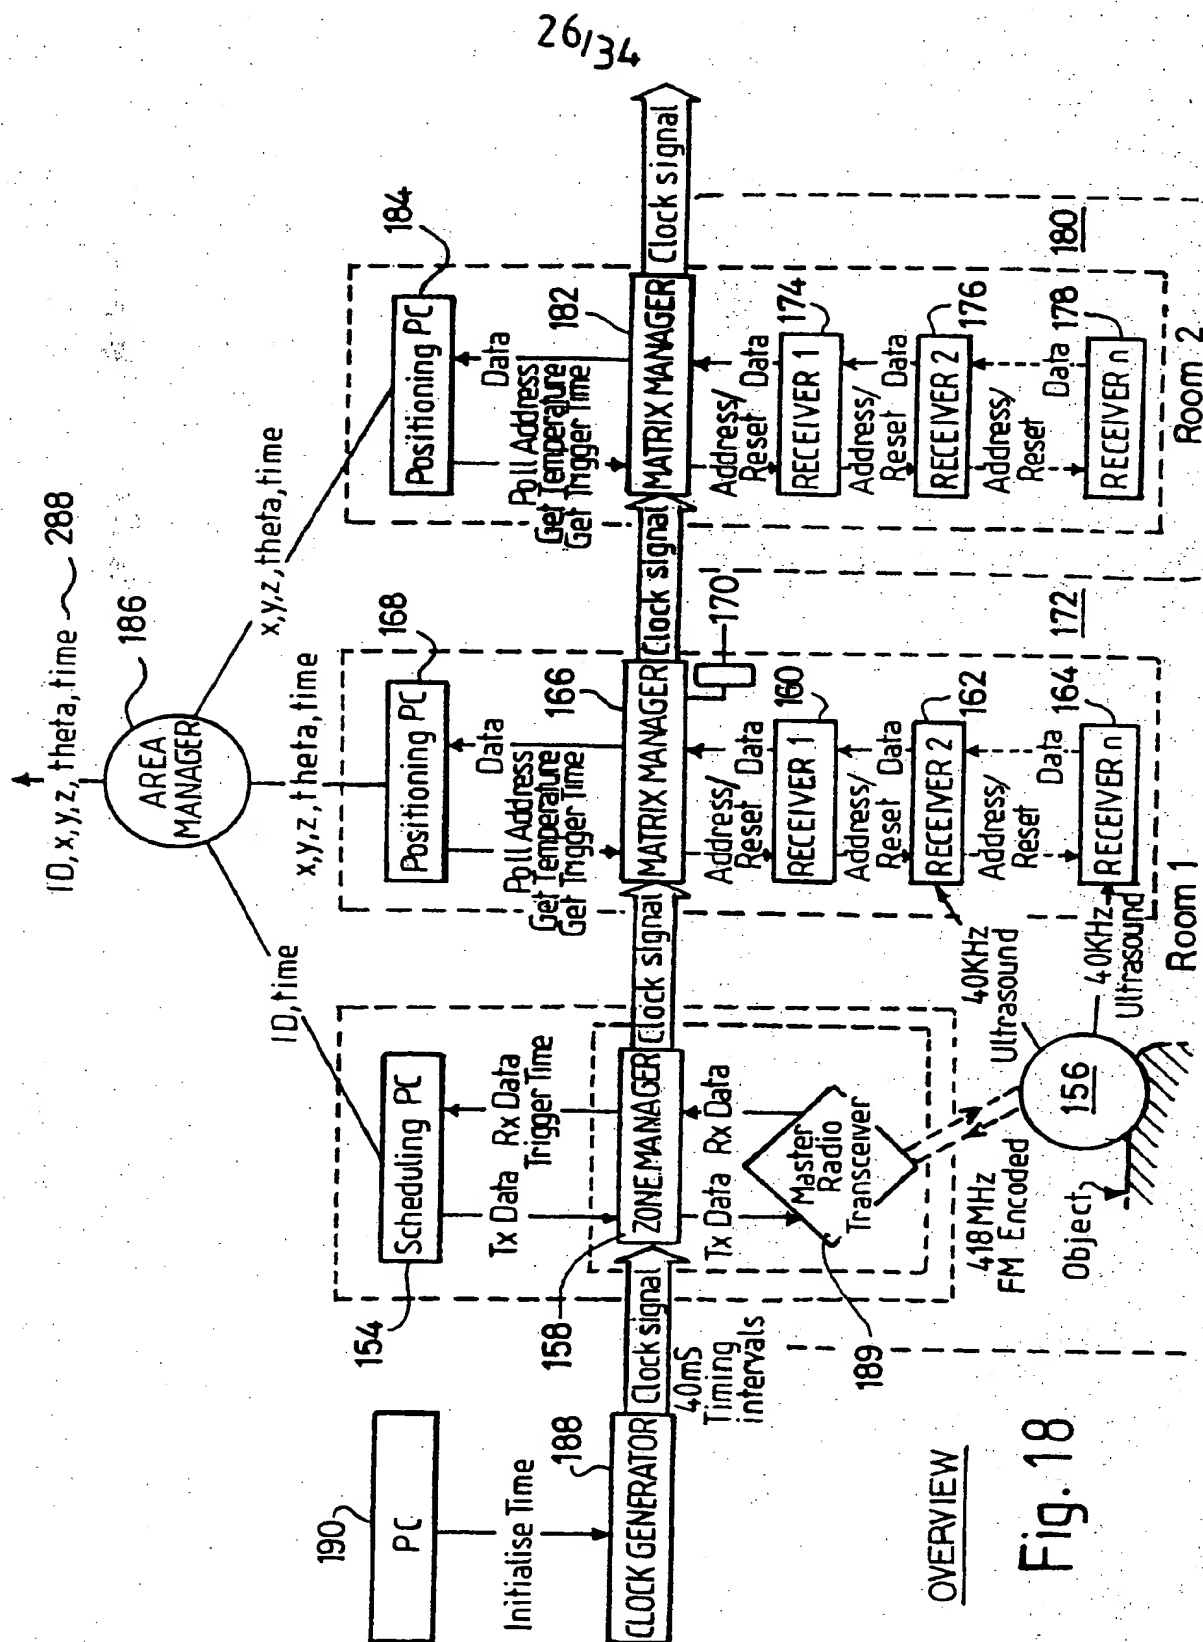 26/34
ID, x, y, z, theta, time
288
AREA
MANAGER
186
ID, time
x,y,z, theta, time
x,y,z, theta, time
190
PC
Initialise Time
CLOCK GENERATOR
188
Clock signal
40mS
Timing
intervals
154
Scheduling PC
Tx Data
Rx Data
Trigger Time
158
ZONE MANAGER
Tx Data
Rx Data
Master
Radio
Transceiver
189
418MHz
FM Encoded
Object
156
40KHz
Ultrasound
40KHz
Ultrasound
Clock signal
Positioning PC
168
Poll Address
Get Temperature
Get Trigger Time
Data
MATRIX MANAGER
166
170
Address/
Reset
Data
RECEIVER 1
160
Address/
Reset
Data
RECEIVER 2
162
Address/
Reset
Data
RECEIVER n
164
172
Room 1
Clock signal
Positioning PC
184
Poll Address
Get Temperature
Get Trigger Time
Data
MATRIX MANAGER
182
Address/
Reset
Data
RECEIVER 1
174
Address/
Reset
Data
RECEIVER 2
176
Address/
Reset
Data
RECEIVER n
178
180
Room 2
Clock signal
OVERVIEW
Fig. 18